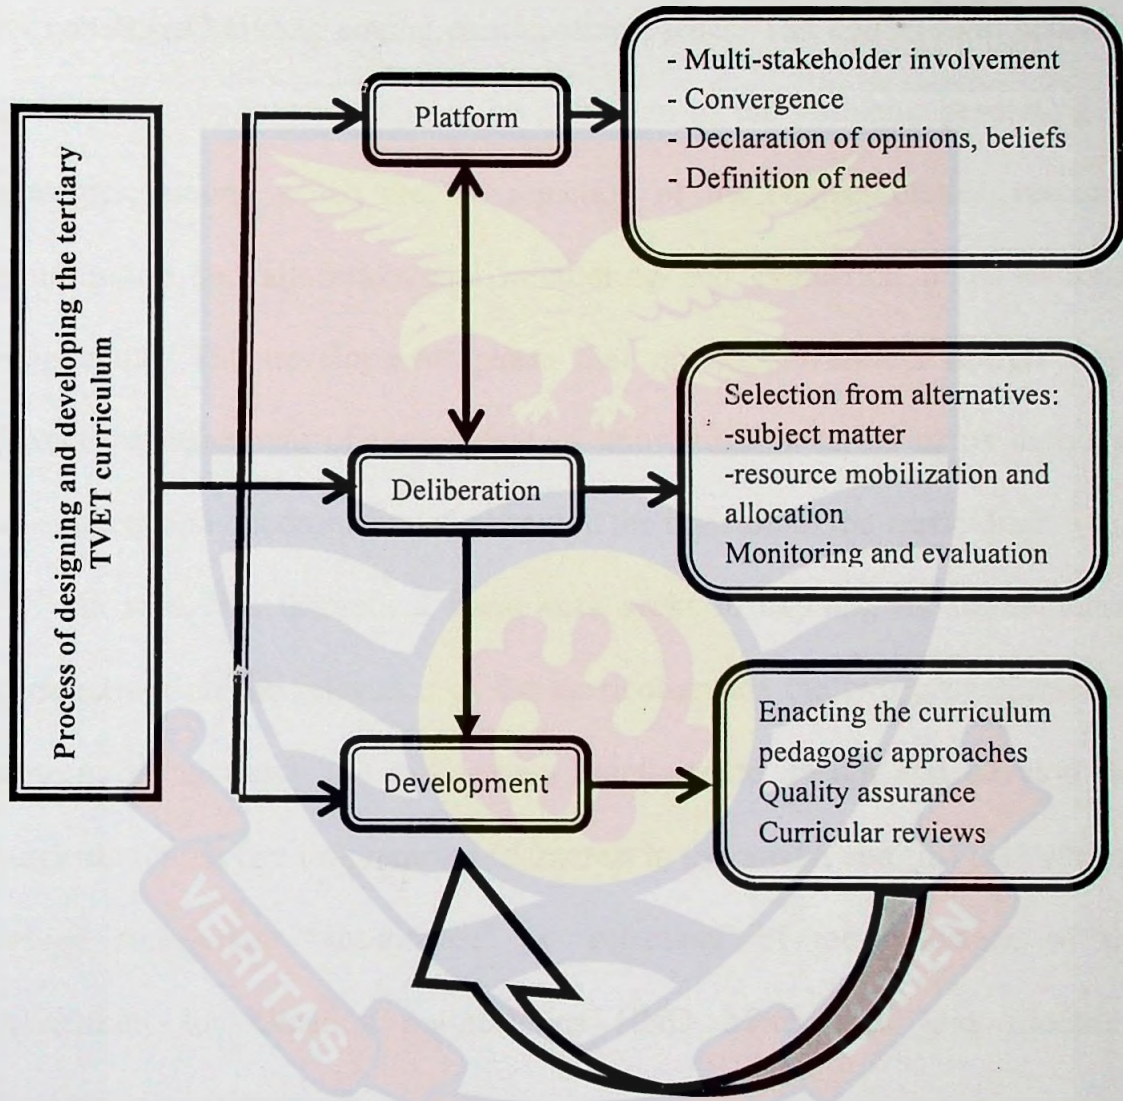 Process of designing and developing the tertiary
TVET curriculum
Platform
- Multi-stakeholder involvement
- Convergence
- Declaration of opinions, beliefs
- Definition of need
Deliberation
Selection from alternatives:
-subject matter
-resource mobilization and
allocation
Monitoring and evaluation
Development
Enacting the curriculum
pedagogic approaches
Quality assurance
Curricular reviews
VERITAS
MEN